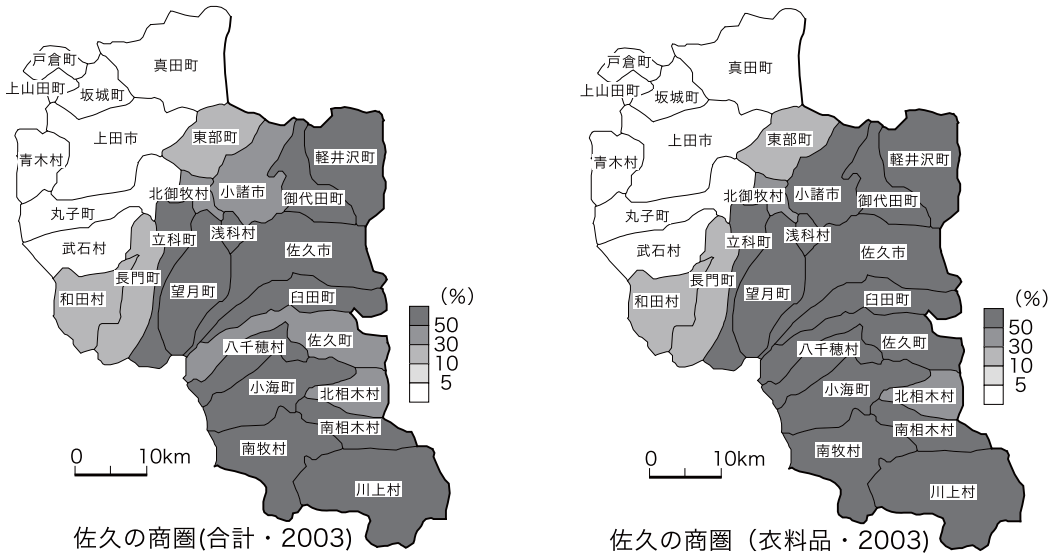 真田町
戸倉町
上山田町
坂城町
上田市
東部町
青木村
軽井沢町
北御牧村
小諸市
御代田町
丸子町
武石村
立科町
浅科村
佐久市
長門町
望月町
和田村
臼田町
佐久町
八千穂村
小海町
北相木村
南相木村
南牧村
川上村
(%)
50
30
10
5
0 10km
佐久の商圏(合計・2003)
真田町
戸倉町
上山田町
坂城町
上田市
東部町
青木村
軽井沢町
北御牧村
小諸市
御代田町
丸子町
武石村
立科町
浅科村
佐久市
長門町
望月町
和田村
臼田町
佐久町
八千穂村
小海町
北相木村
南相木村
南牧村
川上村
(%)
50
30
10
5
0 10km
佐久の商圏（衣料品・2003)